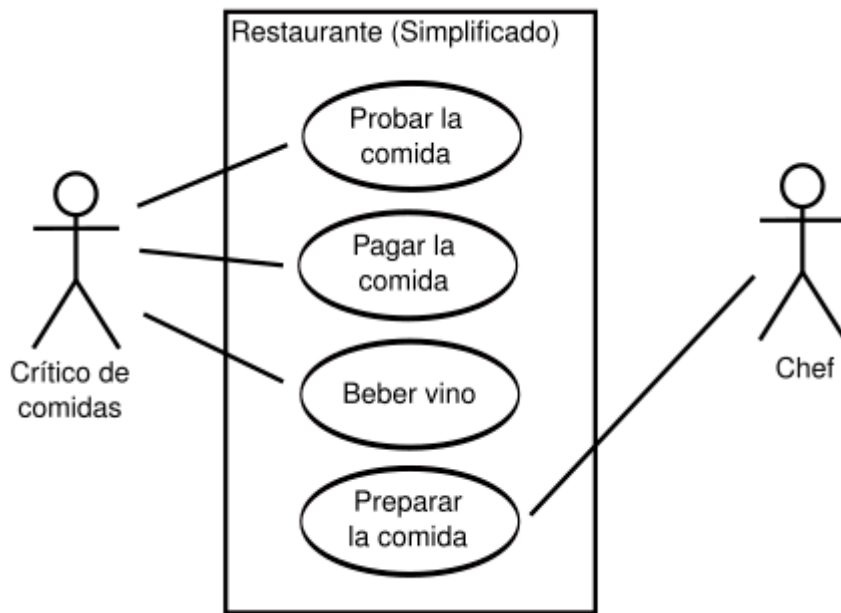 Restaurante (Simplificado)
Probar la
comida
Pagar la
comida
Beber vino
Preparar
la comida
Crítico de
comidas
Chef